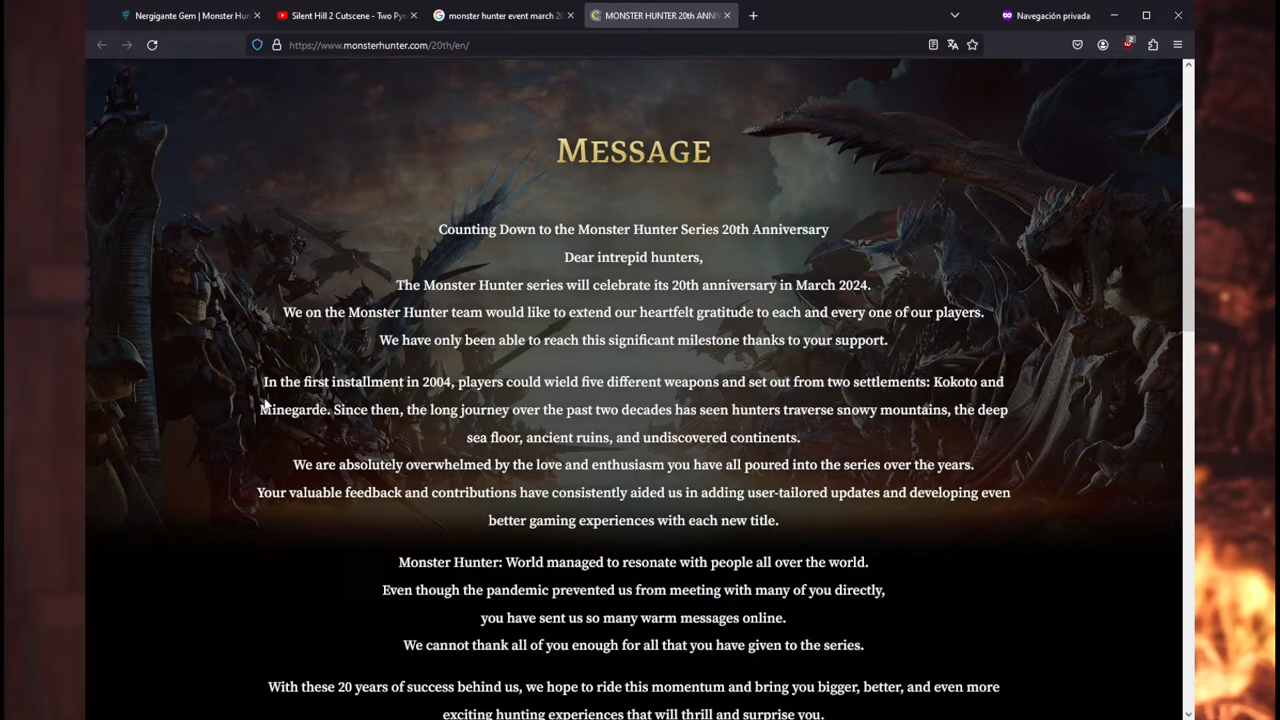 Nergigante Gem | Monster Hun
Silent Hill 2 Cutscene - Two Py
monster hunter event march 20
MONSTER HUNTER 20th ANNI
Navegación privada
https://www.monsterhunter.com/20th/en/
2
MESSAGE
Counting Down to the Monster Hunter Series 20th Anniversary
Dear intrepid hunters,
The Monster Hunter series will celebrate its 20th anniversary in March 2024.
We on the Monster Hunter team would like to extend our heartfelt gratitude to each and every one of our players.
We have only been able to reach this significant milestone thanks to your support.
In the first installment in 2004, players could wield five different weapons and set out from two settlements: Kokoto and
Minegarde. Since then, the long journey over the past two decades has seen hunters traverse snowy mountains, the deep
sea floor, ancient ruins, and undiscovered continents.
We are absolutely overwhelmed by the love and enthusiasm you have all poured into the series over the years.
Your valuable feedback and contributions have consistently aided us in adding user-tailored updates and developing even
better gaming experiences with each new title.
Monster Hunter: World managed to resonate with people all over the world.
Even though the pandemic prevented us from meeting with many of you directly,
you have sent us so many warm messages online.
We cannot thank all of you enough for all that you have given to the series.
With these 20 years of success behind us, we hope to ride this momentum and bring you bigger, better, and even more
exciting hunting experiences that will thrill and surprise you.